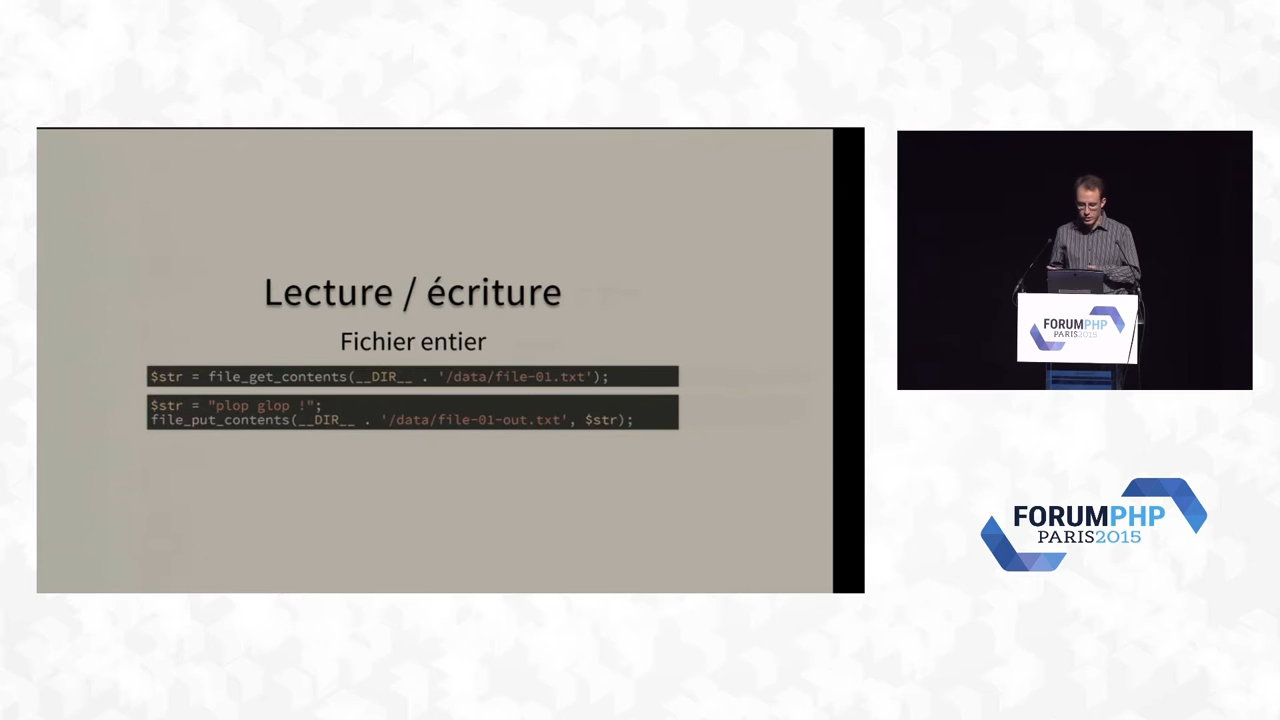 Lecture / écriture
Fichier entier
$str = file_get_contents(__DIR__ . '/data/file-01.txt');
$str = "plop glop !";
file_put_contents(__DIR__ . '/data/file-01-out.txt', $str);
FORUMPHP
PARIS2015
FORUMPHP
PARIS2015